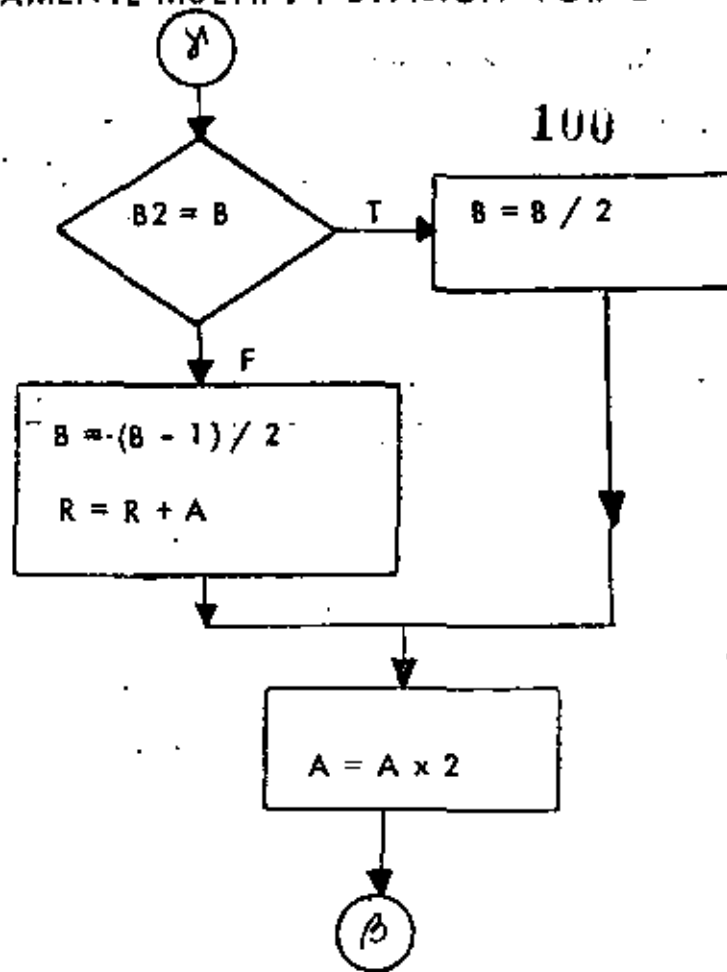 γ
100
B2 = B
T
B = B / 2
F
B = (B - 1) / 2
R = R + A
A = A x 2
β